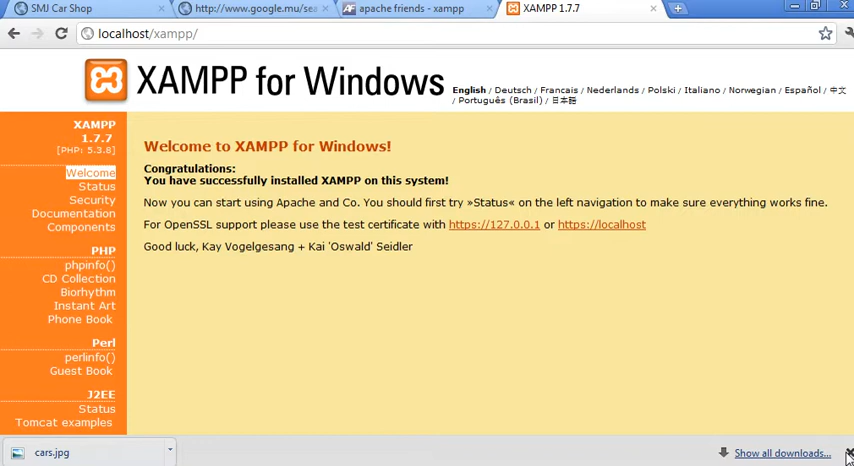 SMJ Car Shop
http://www.google.mu/sea
apache friends - xampp
XAMPP 1.7.7
localhost/xampp/
XAMPP for Windows
English / Deutsch / Francais / Nederlands / Polski / Italiano / Norwegian / Español / 中文
/ Português (Brasil) / 日本語
XAMPP
1.7.7
[PHP: 5.3.8]
Welcome
Status
Security
Documentation
Components
PHP
phpinfo()
CD Collection
Biorhythm
Instant Art
Phone Book
Perl
perlinfo()
Guest Book
J2EE
Status
Tomcat examples
Welcome to XAMPP for Windows!
Congratulations:
You have successfully installed XAMPP on this system!
Now you can start using Apache and Co. You should first try »Status« on the left navigation to make sure everything works fine.
For OpenSSL support please use the test certificate with https://127.0.0.1 or https://localhost
Good luck, Kay Vogelgesang + Kai 'Oswald' Seidler
cars.jpg
Show all downloads...